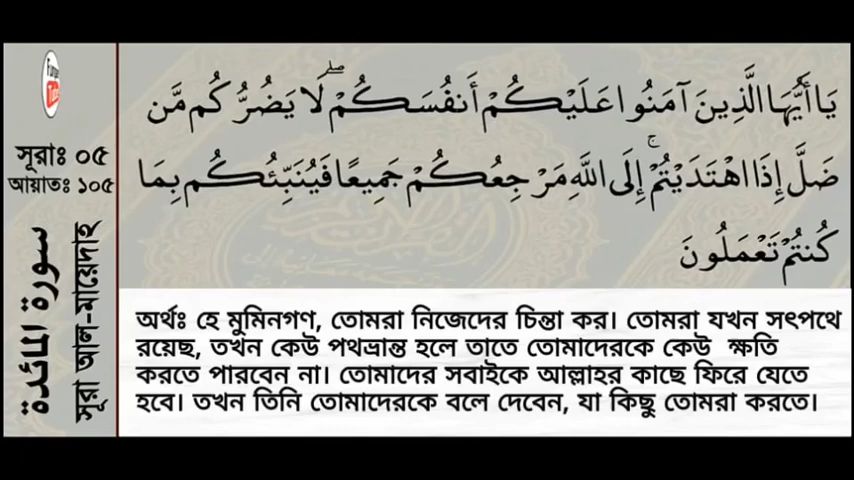 يَا أَيُّهَا الَّذِينَ آمَنُوا عَلَيْكُمْ أَنفُسَكُمْ ۖ لَا يَضُرُّكُم مَّن
ضَلَّ إِذَا اهْتَدَيْتُمْ ۚ إِلَى اللَّهِ مَرْجِعُكُمْ جَمِيعًا فَيُنَبِّئُكُم بِمَا
كُنتُمْ تَعْمَلُونَ
সূরাঃ ০৫
আয়াতঃ ১০৫
سورة المائدة
সূরা আল-মায়েদাহ
অর্থঃ হে মুমিনগণ, তোমরা নিজেদের চিন্তা কর। তোমরা যখন সৎপথে
রয়েছ, তখন কেউ পথভ্রান্ত হলে তাতে তোমাদেরকে কেউ ক্ষতি
করতে পারবেন না। তোমাদের সবাইকে আল্লাহর কাছে ফিরে যেতে
হবে। তখন তিনি তোমাদেরকে বলে দেবেন, যা কিছু তোমরা করতে।